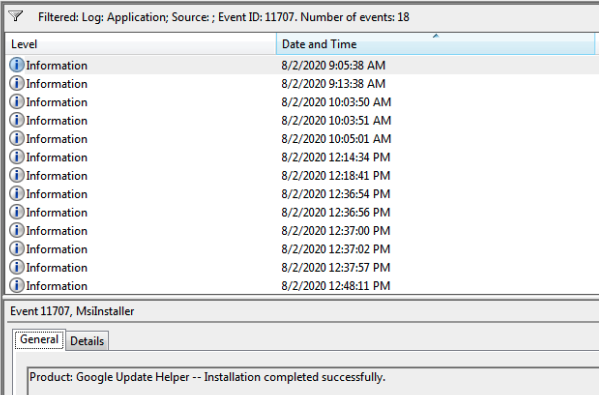 Filtered: Log: Application; Source: ; Event ID: 11707. Number of events: 18
Level Date and Time
Information 8/2/2020 9:05:38 AM
Information 8/2/2020 9:13:38 AM
Information 8/2/2020 10:03:50 AM
Information 8/2/2020 10:03:51 AM
Information 8/2/2020 10:05:01 AM
Information 8/2/2020 12:14:34 PM
Information 8/2/2020 12:18:41 PM
Information 8/2/2020 12:36:54 PM
Information 8/2/2020 12:36:56 PM
Information 8/2/2020 12:37:00 PM
Information 8/2/2020 12:37:02 PM
Information 8/2/2020 12:37:57 PM
Information 8/2/2020 12:48:11 PM
Event 11707, MsiInstaller
General Details
Product: Google Update Helper -- Installation completed successfully.